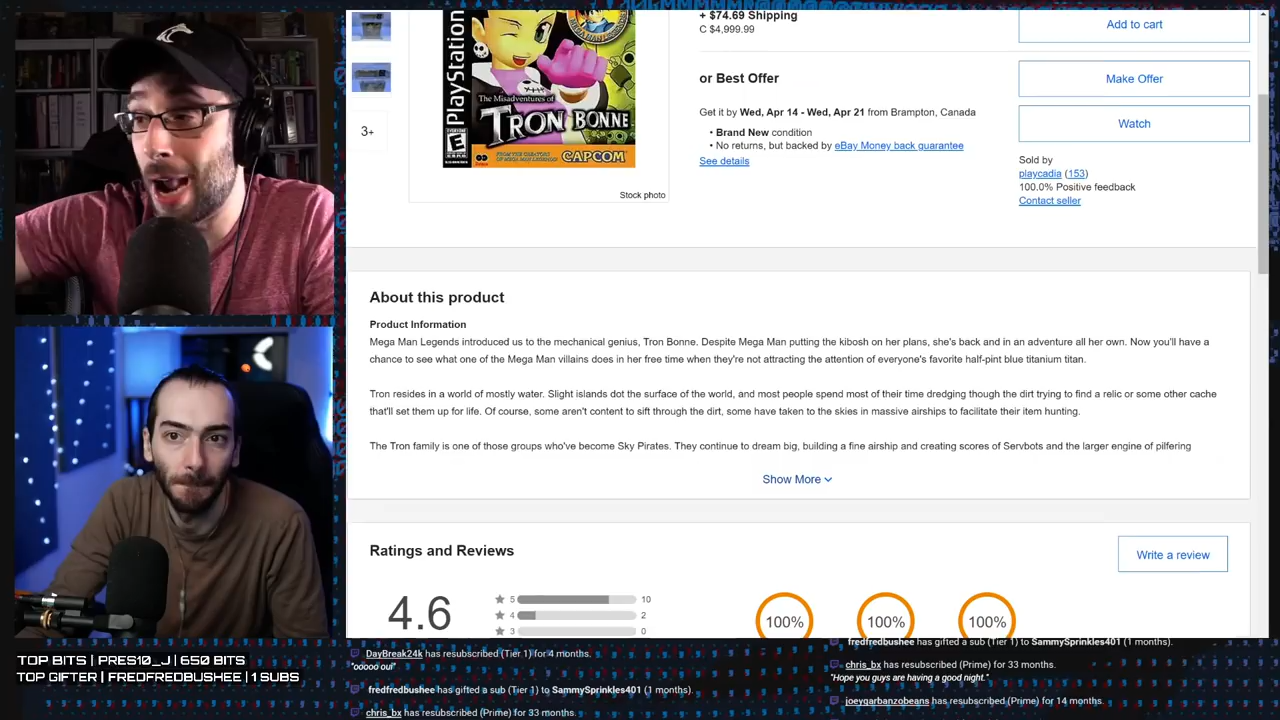 + $74.69 Shipping
C $4,999.99
Add to cart
or Best Offer
Make Offer
Get it by Wed, Apr 14 - Wed, Apr 21 from Brampton, Canada
Watch
• Brand New condition
• No returns, but backed by eBay Money back guarantee
See details
Sold by
playcadia (153)
100.0% Positive feedback
Contact seller
3+
PlayStation
The Misadventures of
TRON BONNE
EVERYONE
E
FROM THE CREATORS OF MEGA MAN LEGENDS
CAPCOM
Stock photo
About this product
Product Information
Mega Man Legends introduced us to the mechanical genius, Tron Bonne. Despite Mega Man putting the kibosh on her plans, she's back and in an adventure all her own. Now you'll have a
chance to see what one of the Mega Man villains does in her free time when they're not attracting the attention of everyone's favorite half-pint blue titanium titan.
Tron resides in a world of mostly water. Slight islands dot the surface of the world, and most people spend most of their time dredging though the dirt trying to find a relic or some other cache
that'll set them up for life. Of course, some aren't content to sift through the dirt, some have taken to the skies in massive airships to facilitate their item hunting.
The Tron family is one of those groups who've become Sky Pirates. They continue to dream big, building a fine airship and creating scores of Servbots and the larger engine of pilfering
Show More
Ratings and Reviews
Write a review
4.6
5 10
4 2
3 0
100%
100%
100%
TOP BITS | PRES10_J | 650 BITS
TOP GIFTER | FREDFREDBUSHEE | 1 SUBS
DayBreak24k has resubscribed (Tier 1) for 4 months.
"ooooo oui"
fredfredbushee has gifted a sub (Tier 1) to SammySprinkles401 (1 months).
chris_bx has resubscribed (Prime) for 33 months.
fredfredbushee has gifted a sub (Tier 1) to SammySprinkles401 (1 months).
chris_bx has resubscribed (Prime) for 33 months.
"Hope you guys are having a good night."
joeygarbanzobeans has resubscribed (Prime) for 14 months.